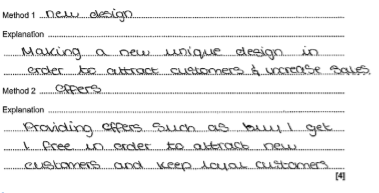 Method 1 new design
Explanation
Making a new unique design in
order to attract customers & increase sales
Method 2 offers
Explanation
Providing offers such as buy 1 get
1 free in order to attract new
customers and keep loyal customers
[4]